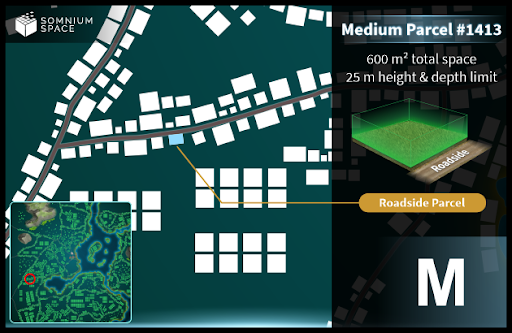 SOMNIUM
SPACE
Medium Parcel #1413
600 m² total space
25 m height & depth limit
Roadside
Roadside Parcel
M